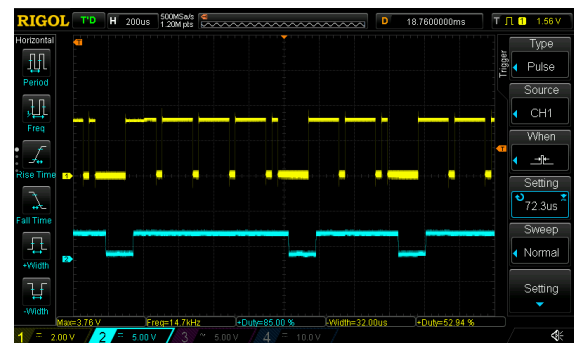 RIGOL T'D H 200us 500MSa/s 1.20M pts D 18.7600000ms T 1 1.56 V
Horizontal
Period
Freq
Rise Time
Fall Time
+Width
-Width
T
T
1
2
Trigger
Type
Pulse
Source
CH1
When
Setting
72.3us
Sweep
Normal
Setting
Max=3.76 V Freq=14.7kHz +Duty=85.00 % -Width=32.00us +Duty=52.94 %
1 = 2.00 V 2 = 5.00 V 3 ~ 5.00 V 4 = 10.0 V